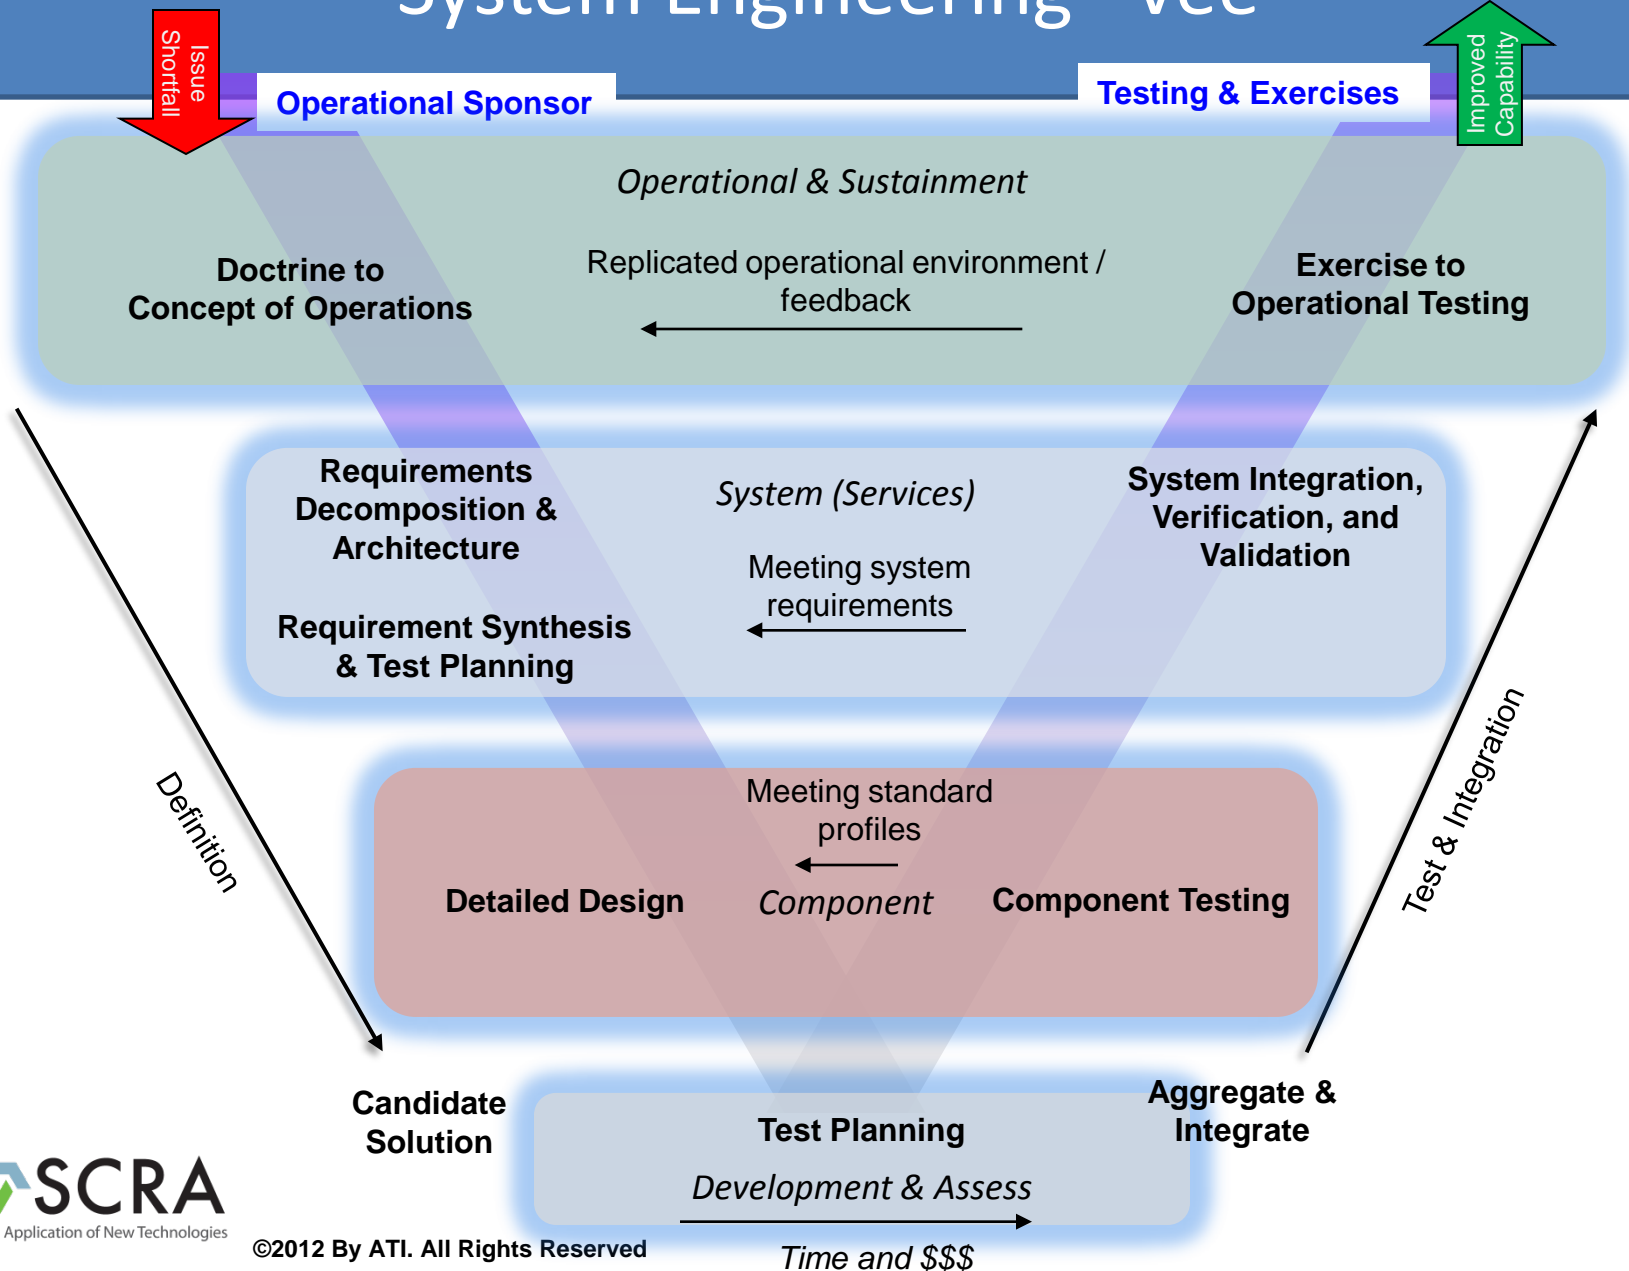 System Engineering "Vee"
Issue
Shortfall
Operational Sponsor
Testing & Exercises
Improved
Capability
Operational & Sustainment
Doctrine to
Concept of Operations
Replicated operational environment /
feedback
Exercise to
Operational Testing
Requirements
Decomposition &
Architecture
System (Services)
System Integration,
Verification, and
Validation
Meeting system
requirements
Requirement Synthesis
& Test Planning
Definition
Test & Integration
Meeting standard
profiles
Detailed Design
Component
Component Testing
Candidate
Solution
Test Planning
Aggregate &
Integrate
Development & Assess
Time and $$$
SCRA
Application of New Technologies
©2012 By ATI. All Rights Reserved